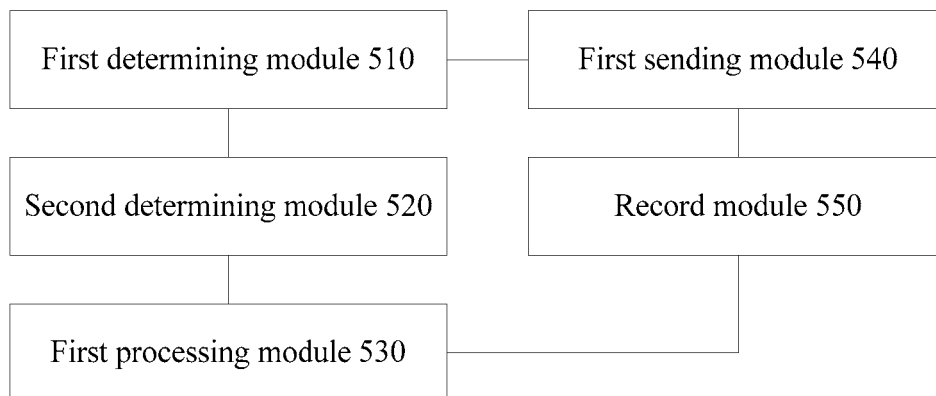 First determining module 510
First sending module 540
Second determining module 520
Record module 550
First processing module 530